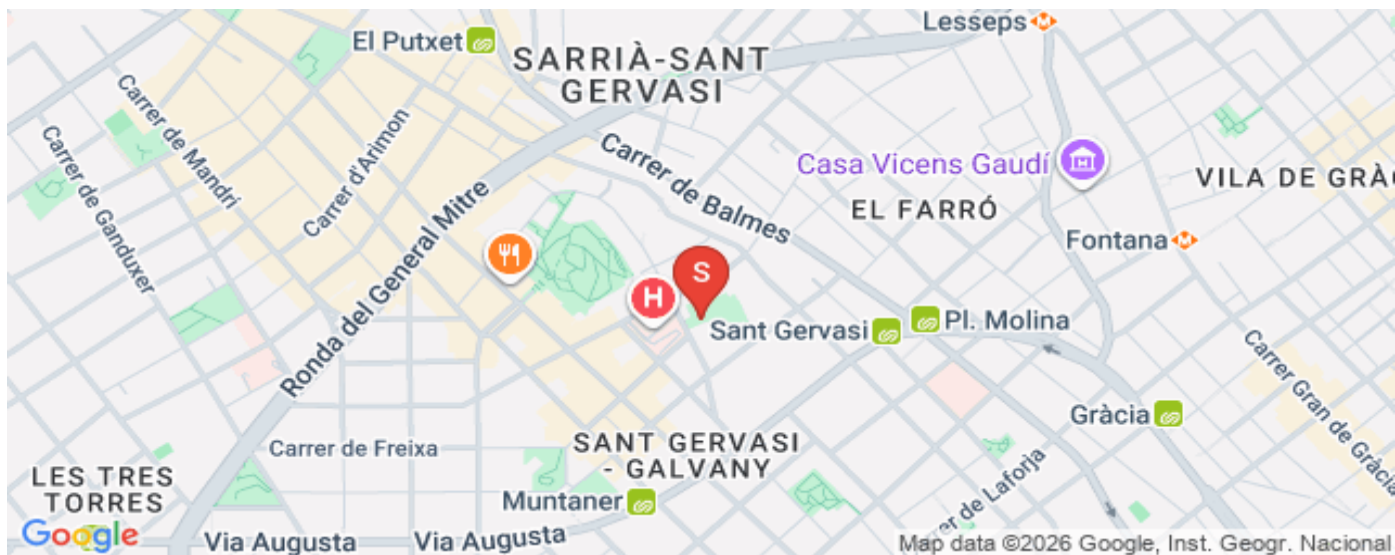 Lesseps
El Putxet
SARRIÀ-SANT
GERVASI
Carrer de Mandrí
Carrer d'Arimon
Carrer de Ganduxer
Carrer de Balmes
Casa Vicens Gaudí
VILA DE GRÀC
EL FARRÓ
Ronda del General Mitre
Fontana
S
H
Sant Gervasi
Pl. Molina
Carrer Gran de Gràcia
Gràcia
Carrer de Freixa
SANT GERVASI
- GALVANY
LES TRES
TORRES
Muntaner
er de Laforja
Google
Via Augusta
Via Augusta
Map data ©2026 Google, Inst. Geogr. Nacional